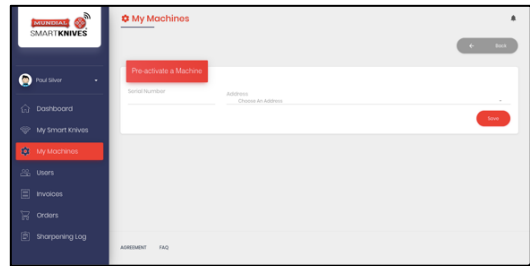 MUNDIAL
SMARTKNIVES
Paul Silver
Dashboard
My Smart Knives
My Machines
Users
Invoices
Orders
Sharpening Log
My Machines
Back
Pre-activate a Machine
Serial Number
Address
Choose An Address
Save
AGREEMENT FAQ